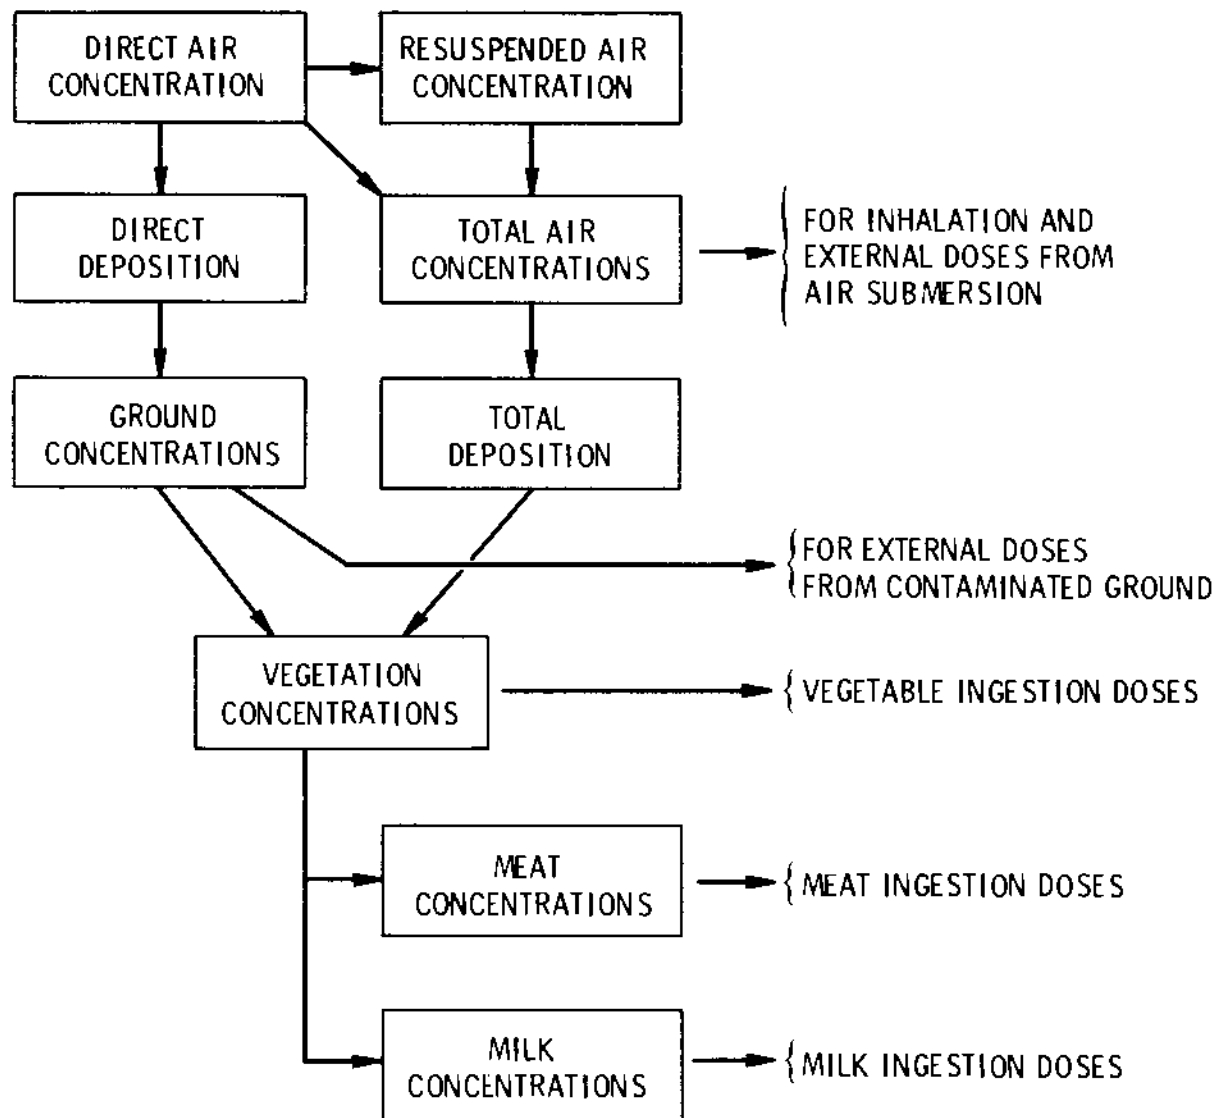 DIRECT AIR
CONCENTRATION
RESUSPENDED AIR
CONCENTRATION
DIRECT
DEPOSITION
TOTAL AIR
CONCENTRATIONS
FOR INHALATION AND
EXTERNAL DOSES FROM
AIR SUBMERSION
GROUND
CONCENTRATIONS
TOTAL
DEPOSITION
FOR EXTERNAL DOSES
FROM CONTAMINATED GROUND
VEGETATION
CONCENTRATIONS
VEGETABLE INGESTION DOSES
MEAT
CONCENTRATIONS
MEAT INGESTION DOSES
MILK
CONCENTRATIONS
MILK INGESTION DOSES